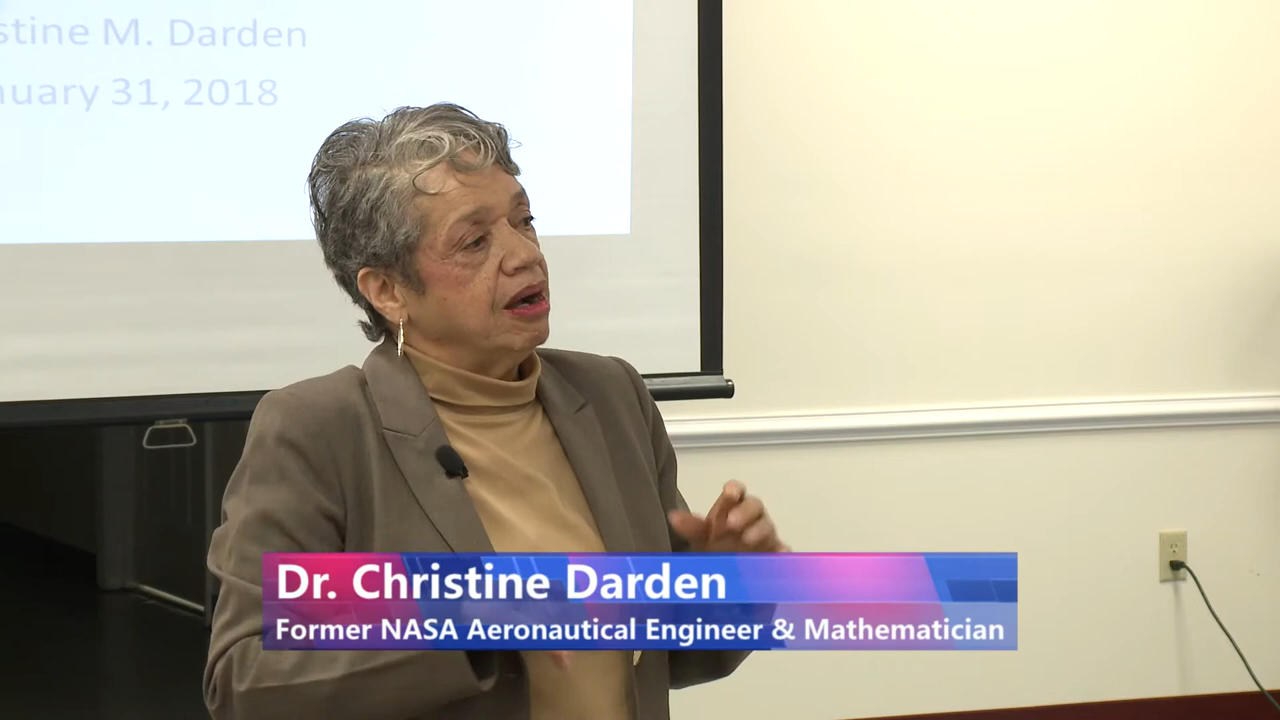 stine M. Darden
nuary 31, 2018
Dr. Christine Darden
Former NASA Aeronautical Engineer & Mathematician